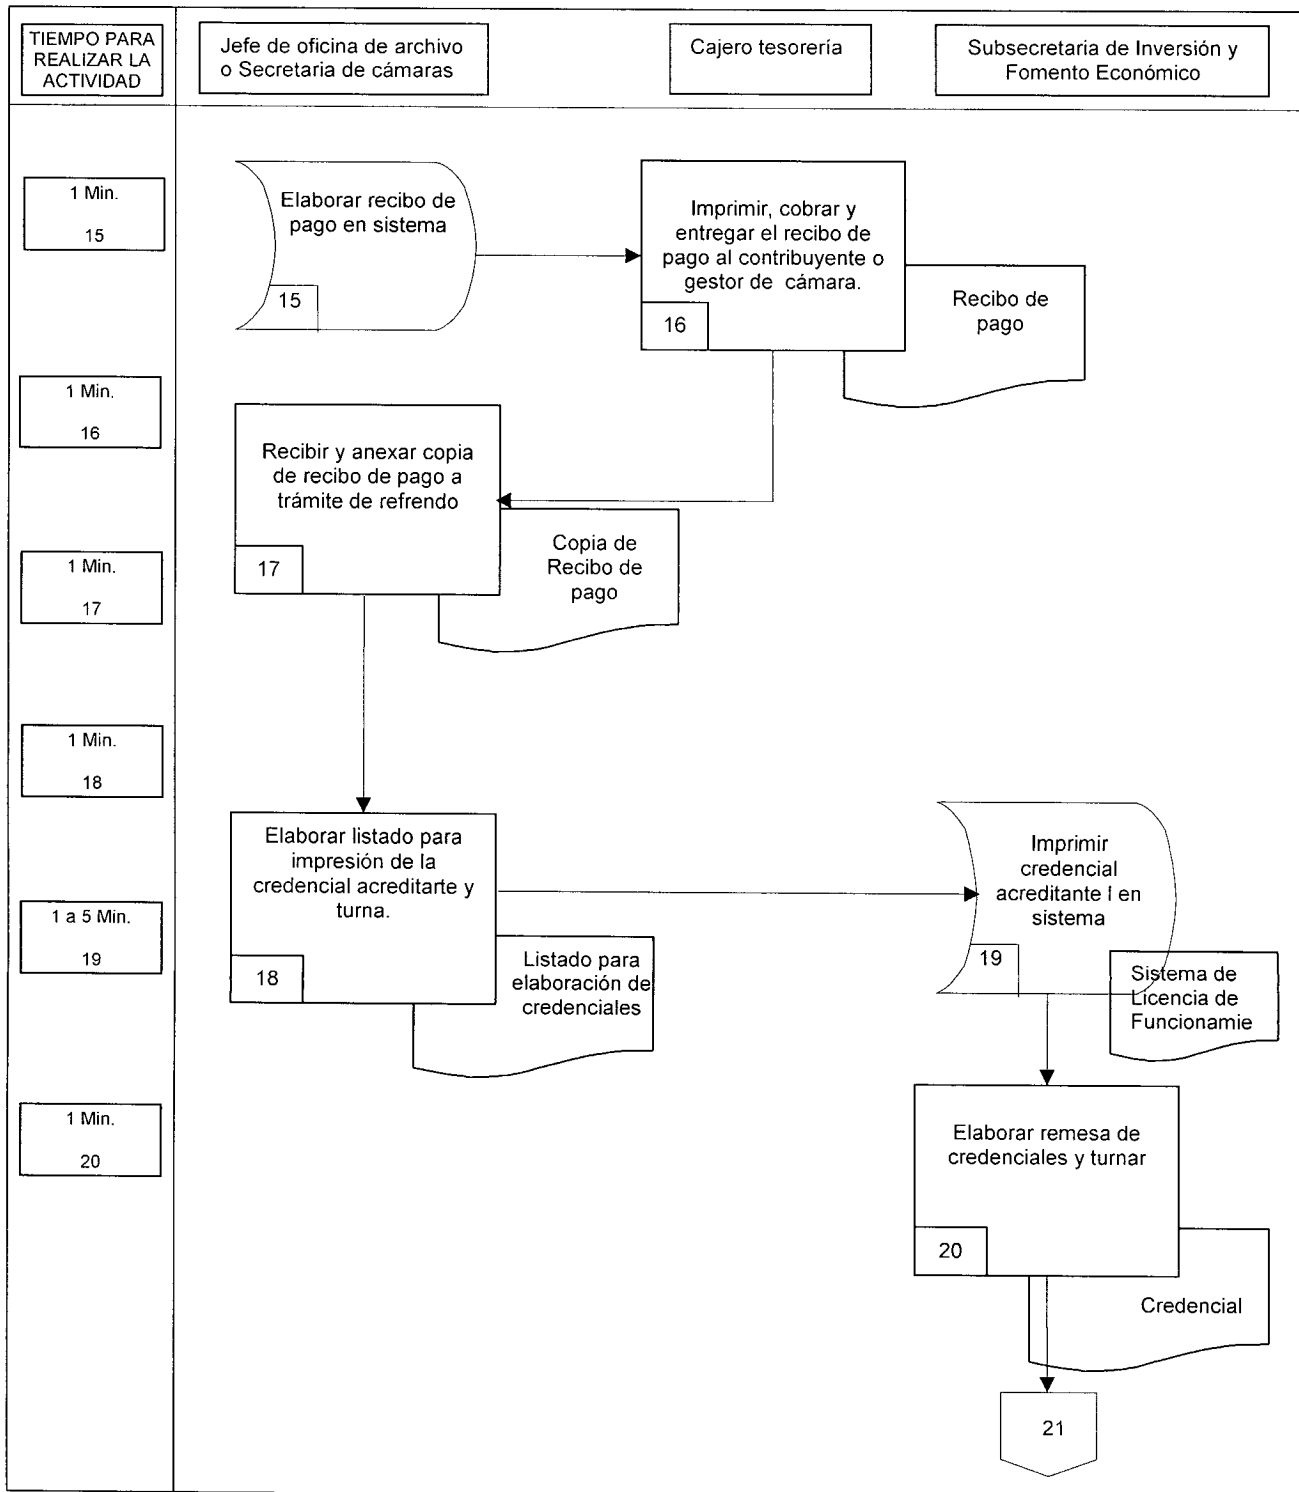 TIEMPO PARA
REALIZAR LA
ACTIVIDAD
Jefe de oficina de archivo
o Secretaria de cámaras
Cajero tesorería
Subsecretaria de Inversión y
Fomento Económico
1 Min.
15
Elaborar recibo de
pago en sistema
15
Imprimir, cobrar y
entregar el recibo de
pago al contribuyente o
gestor de cámara.
16
Recibo de
pago
1 Min.
16
Recibir y anexar copia
de recibo de pago a
trámite de refrendo
17
Copia de
Recibo de
pago
1 Min.
17
1 Min.
18
Elaborar listado para
impresión de la
credencial acreditarte y
turna.
18
Listado para
elaboración de
credenciales
Imprimir
credencial
acreditante I en
sistema
19
Sistema de
Licencia de
Funcionamie
1 a 5 Min.
19
1 Min.
20
Elaborar remesa de
credenciales y turnar
20
Credencial
21